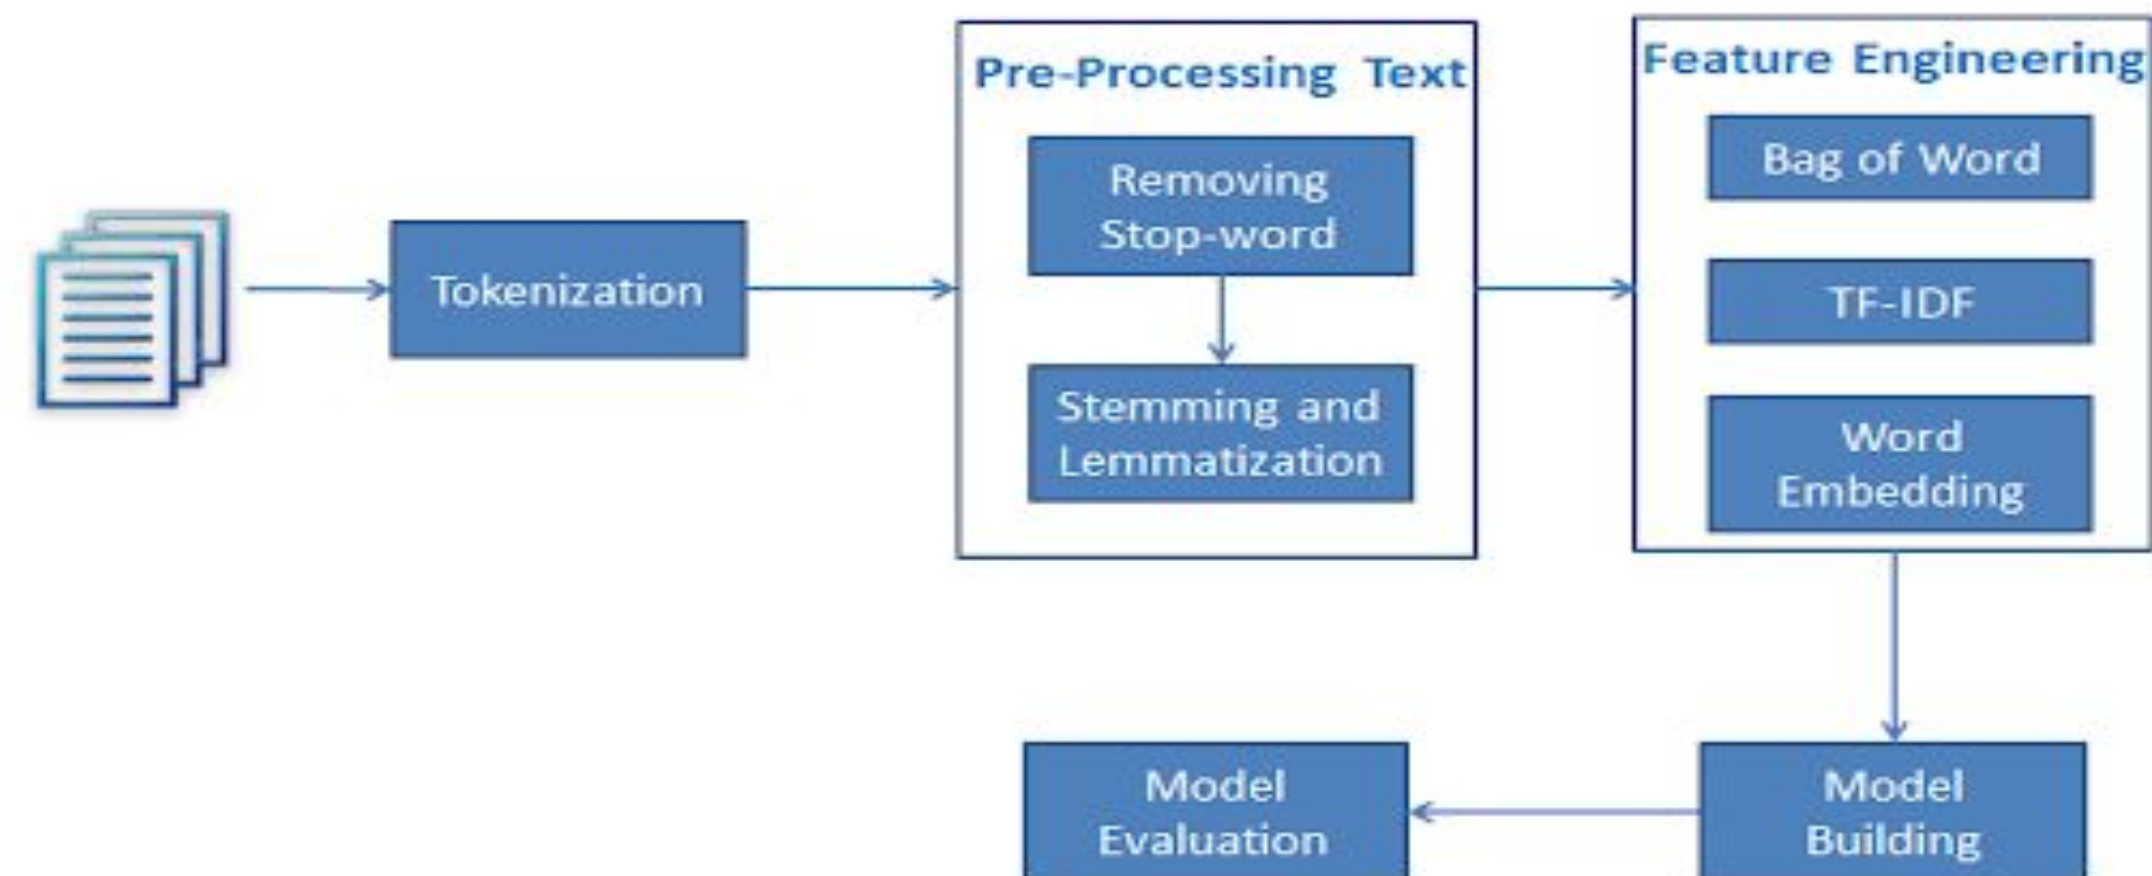 Tokenization
Pre-Processing Text
Removing
Stop-word
Stemming and
Lemmatization
Feature Engineering
Bag of Word
TF-IDF
Word
Embedding
Model
Building
Model
Evaluation